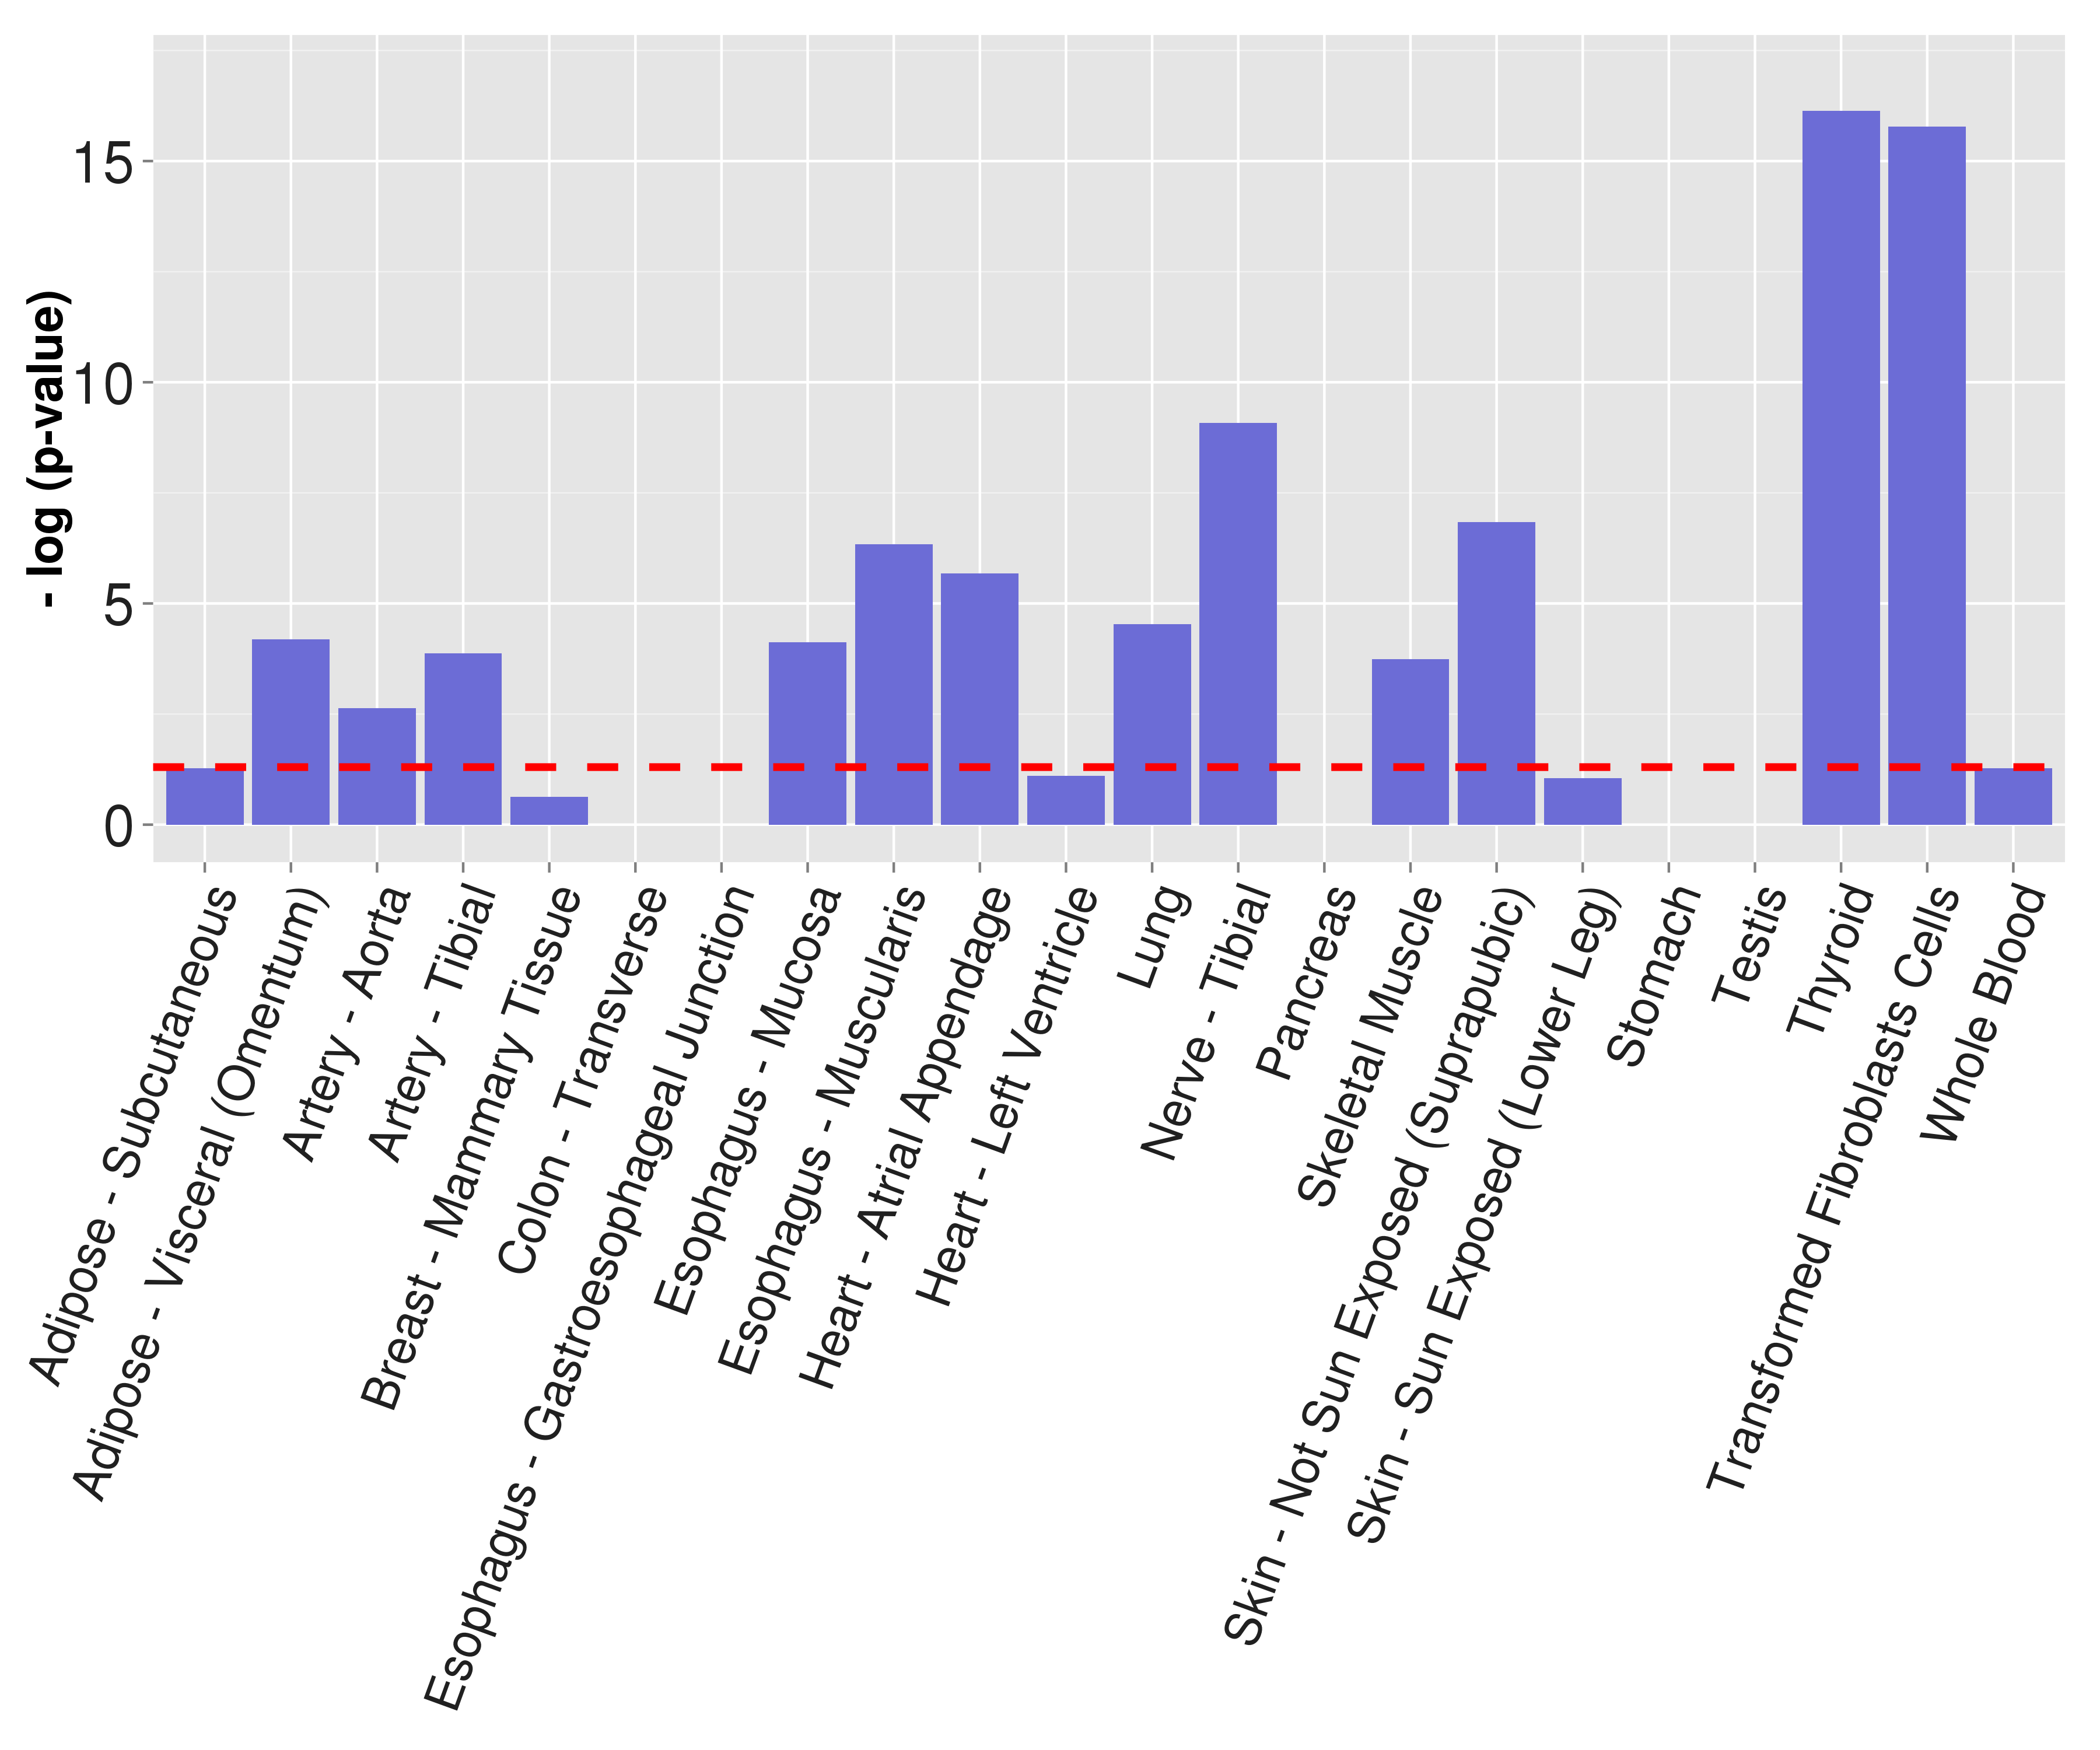 - log (p-value)
15
10
5
0
Adipose - Subcutaneous
Adipose - Visceral (Omentum)
Artery - Aorta
Artery - Tibial
Breast - Mammary Tissue
Colon - Transverse
Esophagus - Gastroesophageal Junction
Esophagus - Mucosa
Esophagus - Muscularis
Heart - Atrial Appendage
Heart - Left Ventricle
Lung
Nerve - Tibial
Pancreas
Skeletal Muscle
Skin - Not Sun Exposed (Suprapubic)
Skin - Sun Exposed (Lower Leg)
Stomach
Testis
Thyroid
Transformed Fibroblasts Cells
Whole Blood